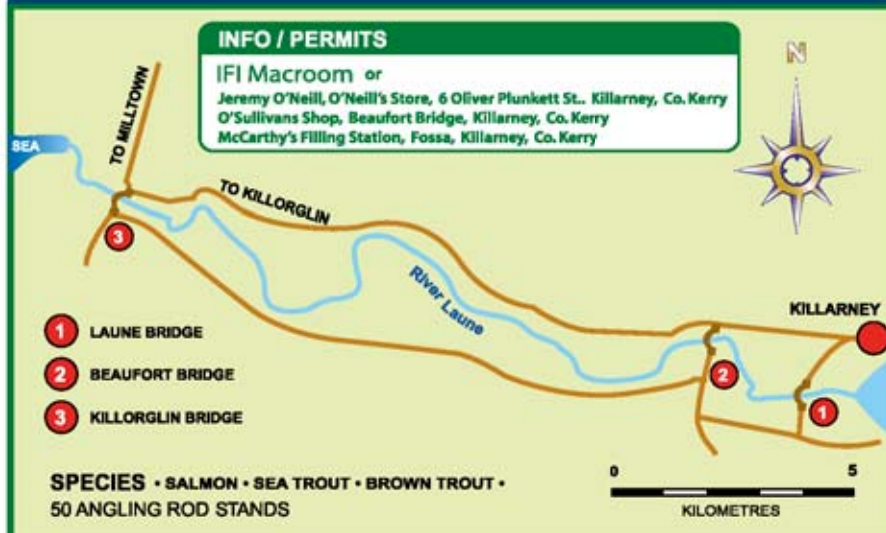 INFO / PERMITS
IFI Macroom or
Jeremy O'Neill, O'Neill's Store, 6 Oliver Plunkett St.. Killarney, Co. Kerry
O'Sullivans Shop, Beaufort Bridge, Killarney, Co. Kerry
McCarthy's Filling Station, Fossa, Killarney, Co. Kerry
N
SEA
TO MILLTOWN
TO KILLORGLIN
3
River Laune
KILLARNEY
2
1
1 LAUNE BRIDGE
2 BEAUFORT BRIDGE
3 KILLORGLIN BRIDGE
SPECIES • SALMON • SEA TROUT • BROWN TROUT •
50 ANGLING ROD STANDS
0 5
KILOMETRES